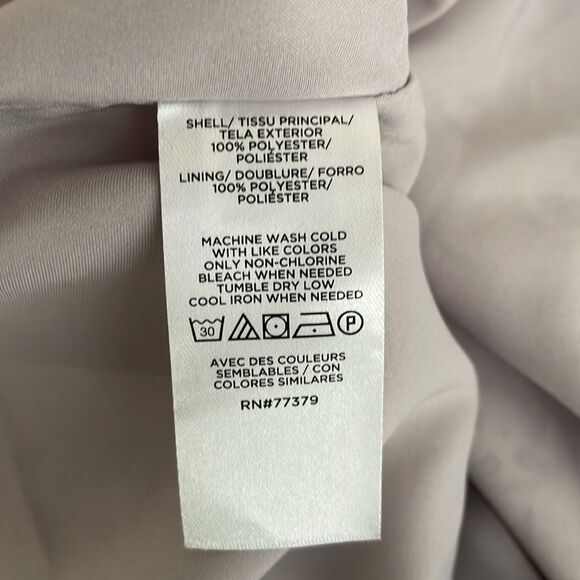 SHELL/ TISSU PRINCIPAL/
TELA EXTERIOR
100% POLYESTER/
POLIÉSTER
LINING/ DOUBLURE/ FORRO
100% POLYESTER/
POLIÉSTER
MACHINE WASH COLD
WITH LIKE COLORS
ONLY NON-CHLORINE
BLEACH WHEN NEEDED
TUMBLE DRY LOW
COOL IRON WHEN NEEDED
30 P
AVEC DES COULEURS
SEMBLABLES / CON
COLORES SIMILARES
RN#77379